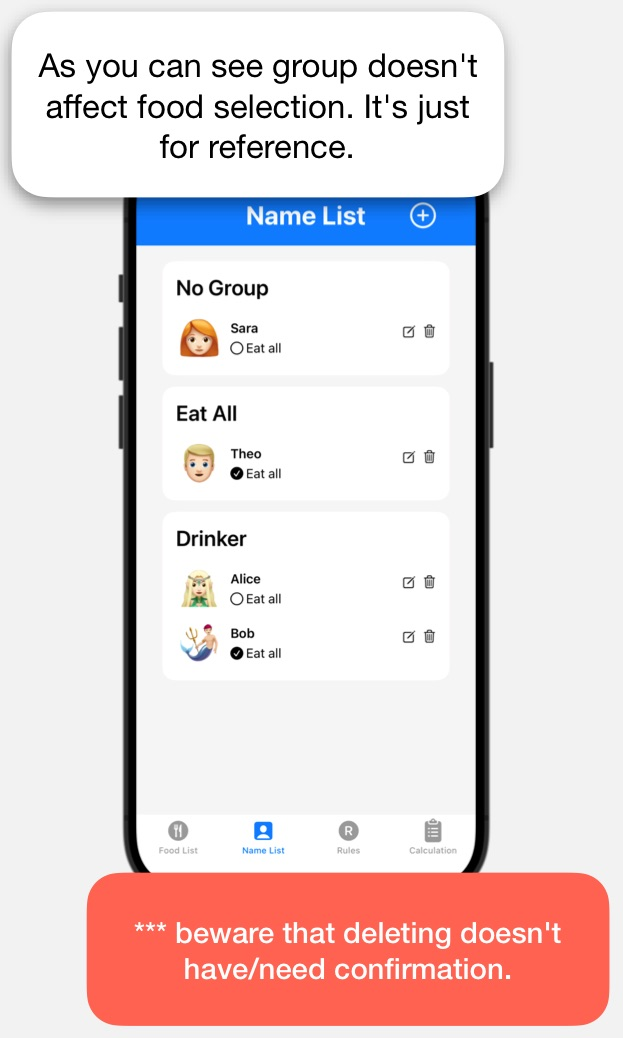 As you can see group doesn't
affect food selection. It's just
for reference.
Name List
No Group
Sara
Eat all
Eat All
Theo
Eat all
Drinker
Alice
Eat all
Bob
Eat all
Food List
Name List
R
Rules
Calculation
*** beware that deleting doesn't
have/need confirmation.